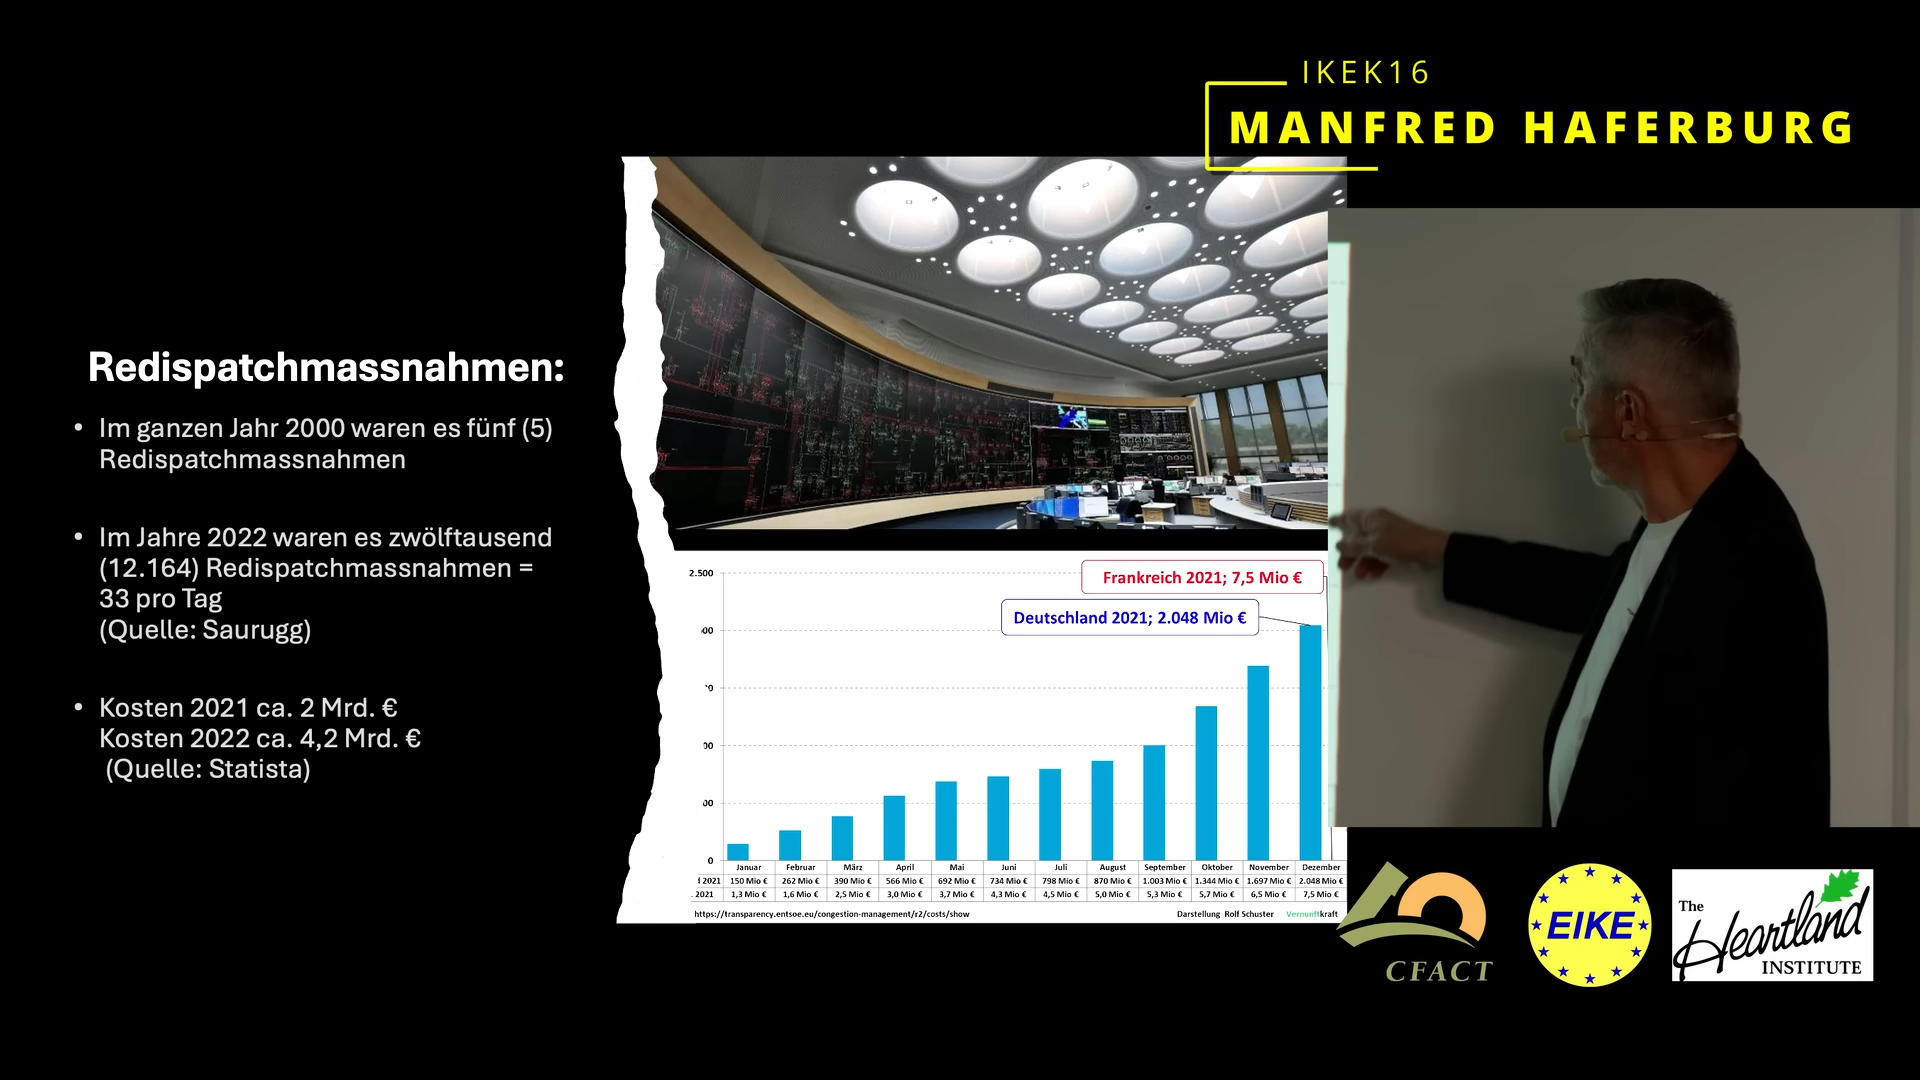 IKEK16
MANFRED HAFERBURG
Redispatchmassnahmen:
• Im ganzen Jahr 2000 waren es fünf (5)
Redispatchmassnahmen
• Im Jahre 2022 waren es zwölftausend
(12.164) Redispatchmassnahmen =
33 pro Tag
(Quelle: Saurugg)
• Kosten 2021 ca. 2 Mrd. €
Kosten 2022 ca. 4,2 Mrd. €
(Quelle: Statista)
2.500
Frankreich 2021; 7,5 Mio €
Deutschland 2021; 2.048 Mio €
0
Januar Februar März April Mai Juni Juli August September Oktober November Dezember
2021 150 Mio € 262 Mio € 390 Mio € 566 Mio € 692 Mio € 734 Mio € 798 Mio € 870 Mio € 1.003 Mio € 1.344 Mio € 1.697 Mio € 2.048 Mio €
2021 1,3 Mio € 1,6 Mio € 2,5 Mio € 3,0 Mio € 3,7 Mio € 4,3 Mio € 4,5 Mio € 5,0 Mio € 5,3 Mio € 5,7 Mio € 6,5 Mio € 7,5 Mio €
https://transparency.entsoe.eu/congestion-management/r2/costs/show
Darstellung Rolf Schuster Vernunftkraft
CFACT
EIKE
The
Heartland
INSTITUTE